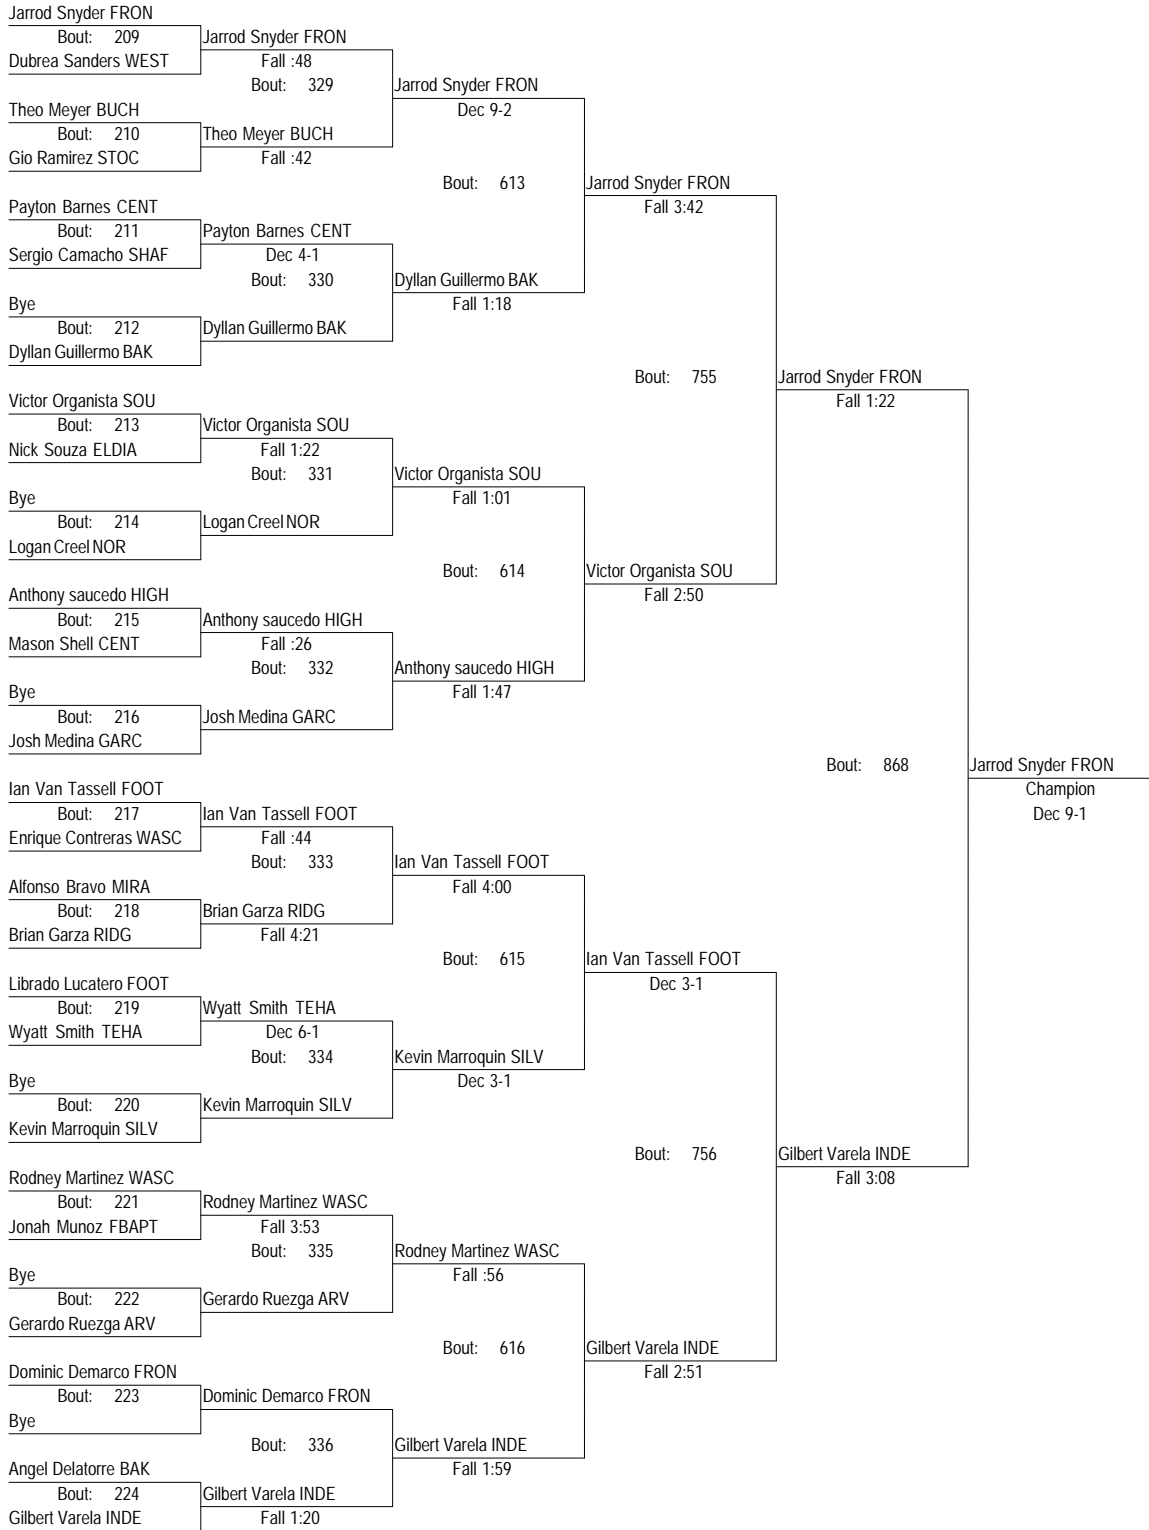 Jarrod Snyder FRON
Bout: 209 Jarrod Snyder FRON
Dubrea Sanders WEST Fall :48
Bout: 329 Jarrod Snyder FRON
Theo Meyer BUCH Dec 9-2
Bout: 210 Theo Meyer BUCH
Gio Ramirez STOC Fall :42
Bout: 613 Jarrod Snyder FRON
Payton Barnes CENT Fall 3:42
Bout: 211 Payton Barnes CENT
Sergio Camacho SHAF Dec 4-1
Bout: 330 Dyllan Guillermo BAK
Bye Fall 1:18
Bout: 212 Dyllan Guillermo BAK
Dyllan Guillermo BAK
Bout: 755 Jarrod Snyder FRON
Victor Organista SOU Fall 1:22
Bout: 213 Victor Organista SOU
Nick Souza ELDIA Fall 1:22
Bout: 331 Victor Organista SOU
Bye Fall 1:01
Bout: 214 Logan Creel NOR
Logan Creel NOR
Bout: 614 Victor Organista SOU
Anthony saucedo HIGH Fall 2:50
Bout: 215 Anthony saucedo HIGH
Mason Shell CENT Fall :26
Bout: 332 Anthony saucedo HIGH
Bye Fall 1:47
Bout: 216 Josh Medina GARC
Josh Medina GARC
Bout: 868 Jarrod Snyder FRON
Ian Van Tassell FOOT Champion
Bout: 217 Ian Van Tassell FOOT Dec 9-1
Enrique Contreras WASC Fall :44
Bout: 333 Ian Van Tassell FOOT
Alfonso Bravo MIRA Fall 4:00
Bout: 218 Brian Garza RIDG
Brian Garza RIDG Fall 4:21
Bout: 615 Ian Van Tassell FOOT
Librado Lucatero FOOT Dec 3-1
Bout: 219 Wyatt Smith TEHA
Wyatt Smith TEHA Dec 6-1
Bout: 334 Kevin Marroquin SILV
Bye Dec 3-1
Bout: 220 Kevin Marroquin SILV
Kevin Marroquin SILV
Bout: 756 Gilbert Varela INDE
Rodney Martinez WASC Fall 3:08
Bout: 221 Rodney Martinez WASC
Jonah Munoz FBAPT Fall 3:53
Bout: 335 Rodney Martinez WASC
Bye Fall :56
Bout: 222 Gerardo Ruezga ARV
Gerardo Ruezga ARV
Bout: 616 Gilbert Varela INDE
Dominic Demarco FRON Fall 2:51
Bout: 223 Dominic Demarco FRON
Bye
Bout: 336 Gilbert Varela INDE
Angel Delatorre BAK Fall 1:59
Bout: 224 Gilbert Varela INDE
Gilbert Varela INDE Fall 1:20